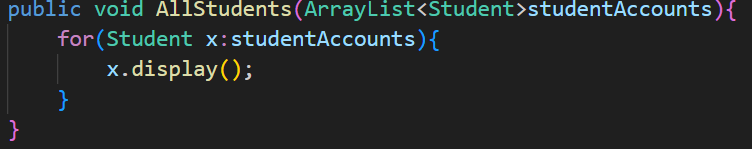 public void AllStudents(ArrayList<Student>studentAccounts){
    for(Student x:studentAccounts){
        x.display();
    }
}